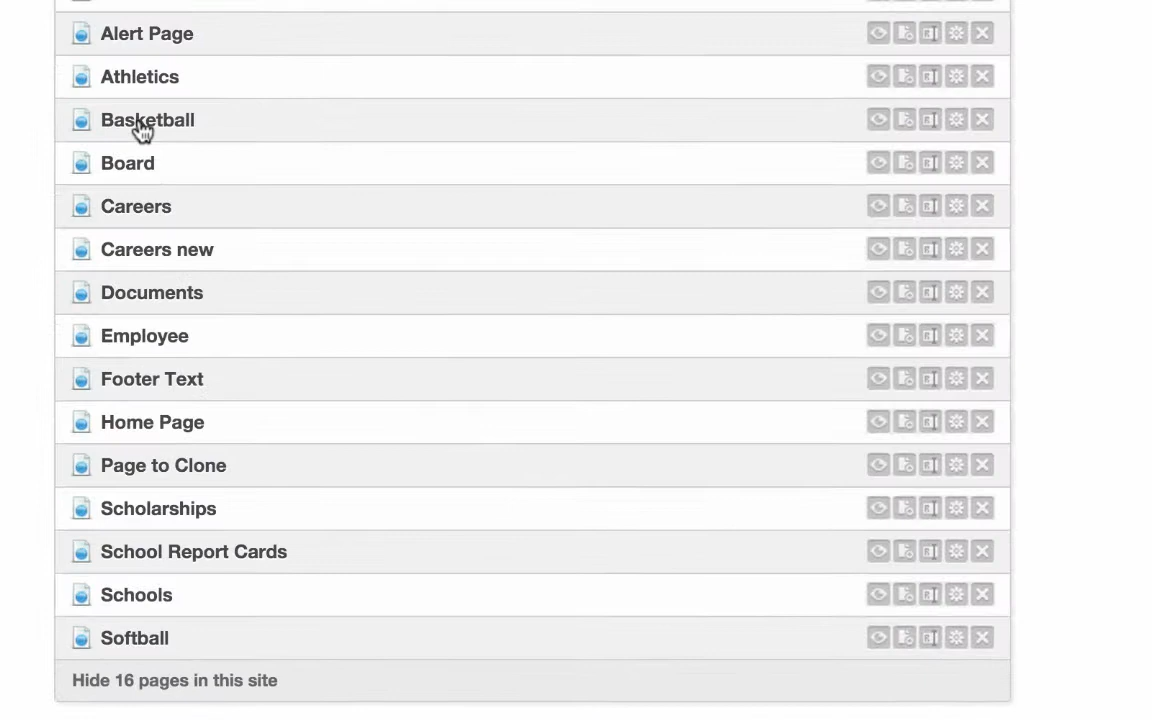 Alert Page
Athletics
Basketball
Board
Careers
Careers new
Documents
Employee
Footer Text
Home Page
Page to Clone
Scholarships
School Report Cards
Schools
Softball
Hide 16 pages in this site